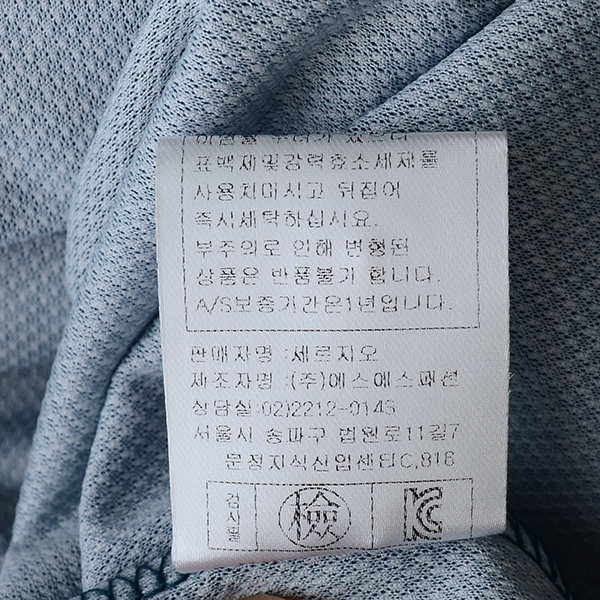 표백제및강력효소세제를
사용치마시고 뒤집어
즉시세탁하십시요.
부주의로 인해 변형된
상품은 반품불가 합니다.
A/S보증기간은1년입니다.
판매자명 :세르지오
제조자명 :(주)에스에스패션
상담실:02)2212-0145
서울시 송파구 법원로11길7
문정지식산업센터C,816
검사필 檢 KC